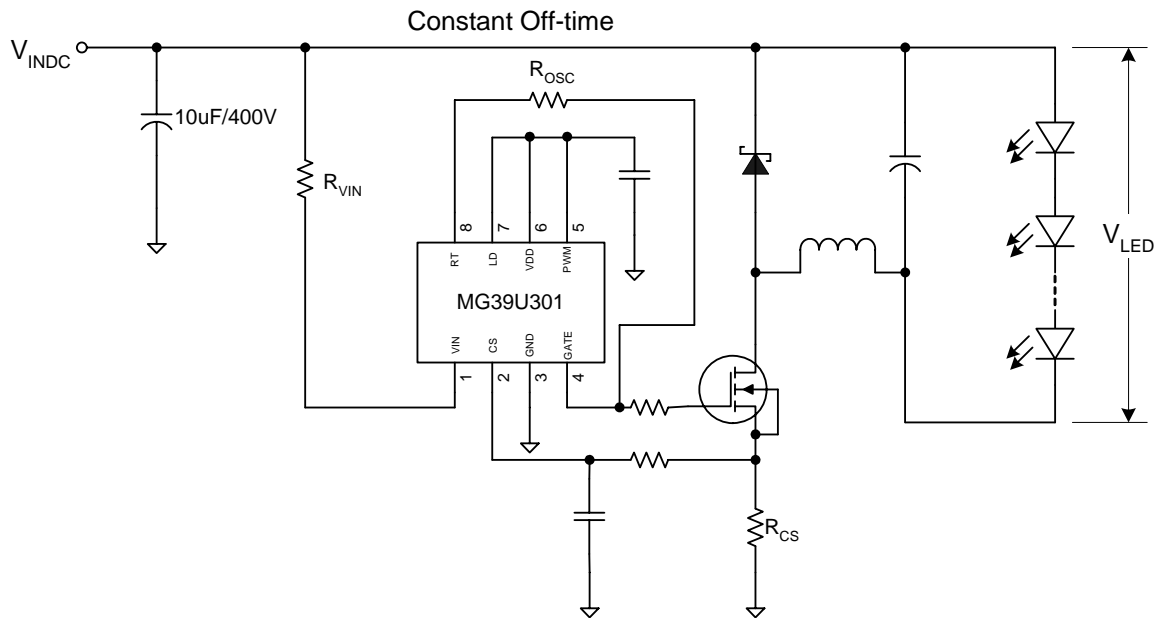 Constant Off-time
V_INDC
R_OSC
10uF/400V
R_VIN
8 7 6 5
RT LD VDD PWM
V_LED
MG39U301
VIN CS GND GATE
1 2 3 4
R_CS